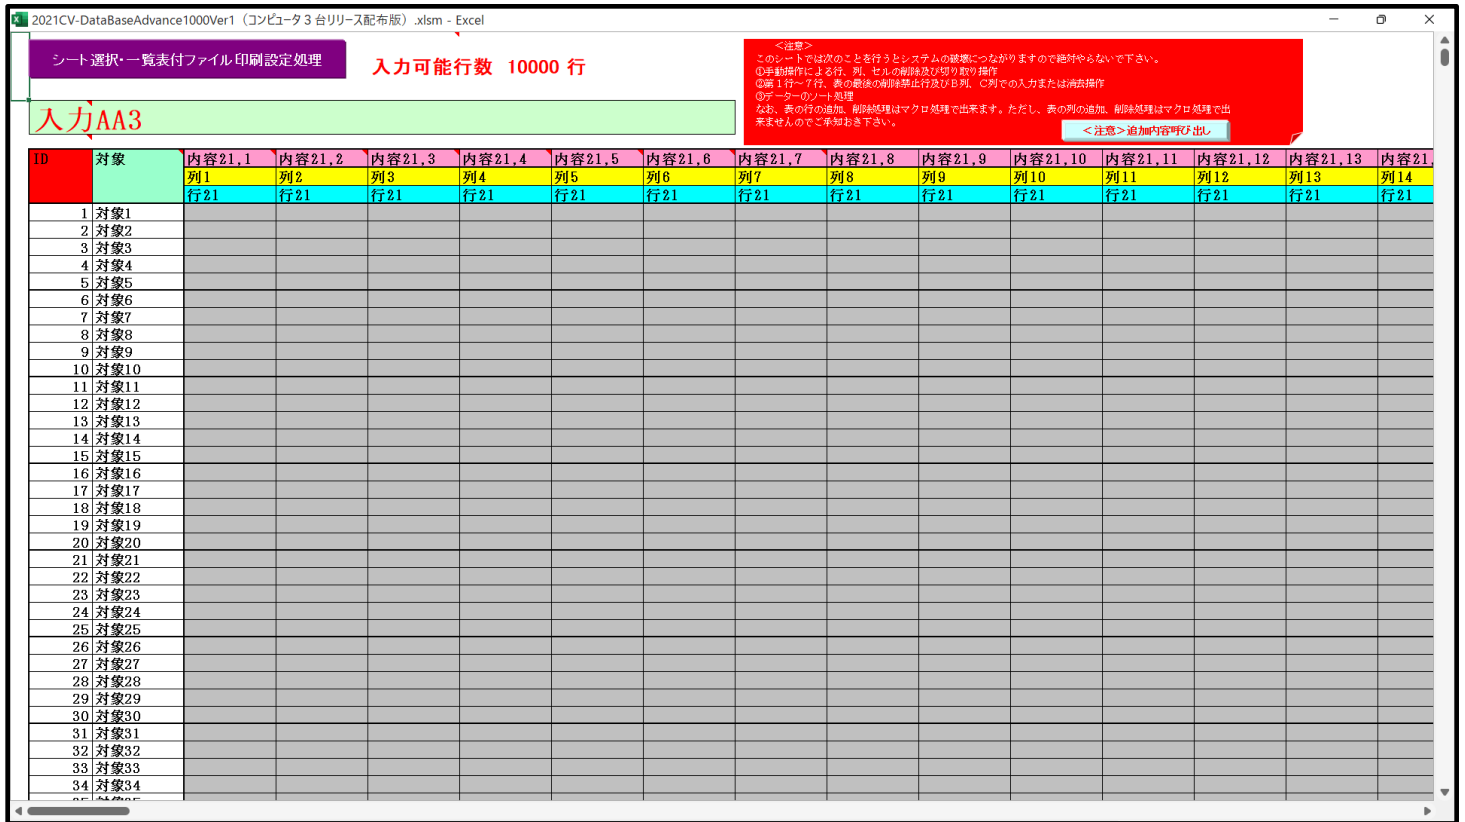 2021CV-DataBaseAdvance1000Ver1（コンピュータ３台リリース配布版）.xlsm - Excel
シート選択・一覧表付ファイル印刷設定処理
入力可能行数 10000 行
＜注意＞
このシートでは次のことを行うとシステムの破壊につながりますので絶対やらないで下さい。
①手動操作による行、列、セルの削除及び切り取り操作
②第１行～７行、表の最後の削除禁止行及びＢ列、Ｃ列での入力または消去操作
③データーのソート処理
なお、表の行の追加、削除処理はマクロ処理で出来ます。ただし、表の列の追加、削除処理はマクロ処理で出
来ませんのでご承知おき下さい。
＜注意＞追加内容呼び出し
入力AA3
ID 対象 内容21,1 内容21,2 内容21,3 内容21,4 内容21,5 内容21,6 内容21,7 内容21,8 内容21,9 内容21,10 内容21,11 内容21,12 内容21,13 内容21,
列1 列2 列3 列4 列5 列6 列7 列8 列9 列10 列11 列12 列13 列14
行21 行21 行21 行21 行21 行21 行21 行21 行21 行21 行21 行21 行21 行21
1 対象1
2 対象2
3 対象3
4 対象4
5 対象5
6 対象6
7 対象7
8 対象8
9 対象9
10 対象10
11 対象11
12 対象12
13 対象13
14 対象14
15 対象15
16 対象16
17 対象17
18 対象18
19 対象19
20 対象20
21 対象21
22 対象22
23 対象23
24 対象24
25 対象25
26 対象26
27 対象27
28 対象28
29 対象29
30 対象30
31 対象31
32 対象32
33 対象33
34 対象34